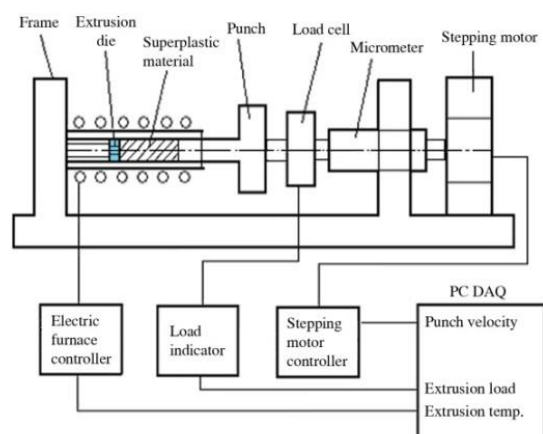 Frame
Extrusion
die
Superplastic
material
Punch
Load cell
Micrometer
Stepping motor
Electric
furnace
controller
Load
indicator
Stepping
motor
controller
PC DAQ
Punch velocity
Extrusion load
Extrusion temp.